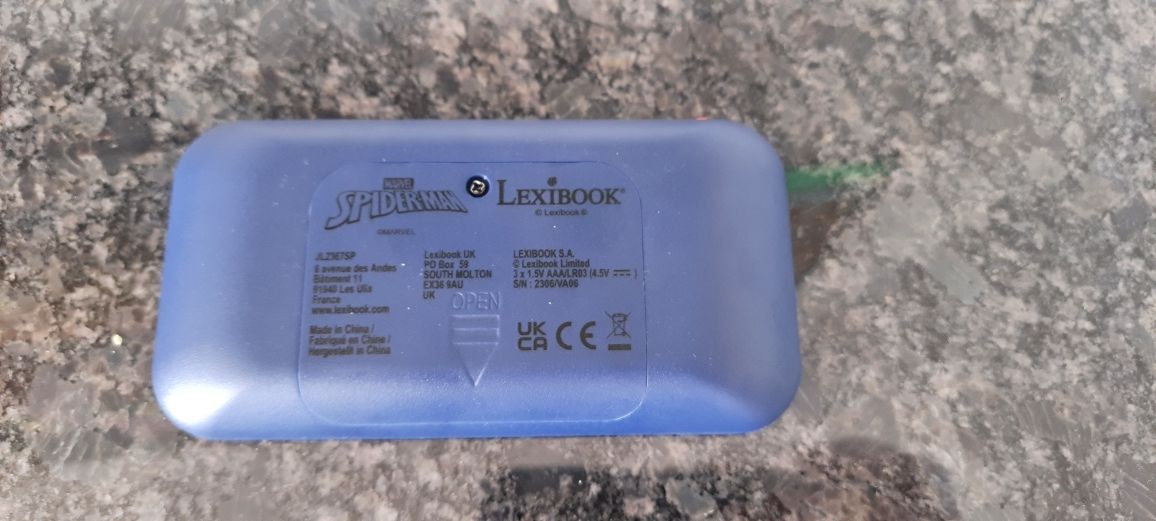 MARVEL
SPIDER-MAN
©MARVEL
LEXIBOOK®
© Lexibook ®
JL2367SP
6 avenue des Andes
Bâtiment 11
91940 Les Ulis
France
www.lexibook.com
Made in China /
Fabriqué en Chine /
Hergestellt in China
Lexibook UK
PO Box 59
SOUTH MOLTON
EX36 9AU
UK
LEXIBOOK S.A.
© Lexibook Limited
3 x 1.5V AAA/LR03 (4.5V ⎓ )
S/N : 2306/VA06
OPEN
UK
CA CE